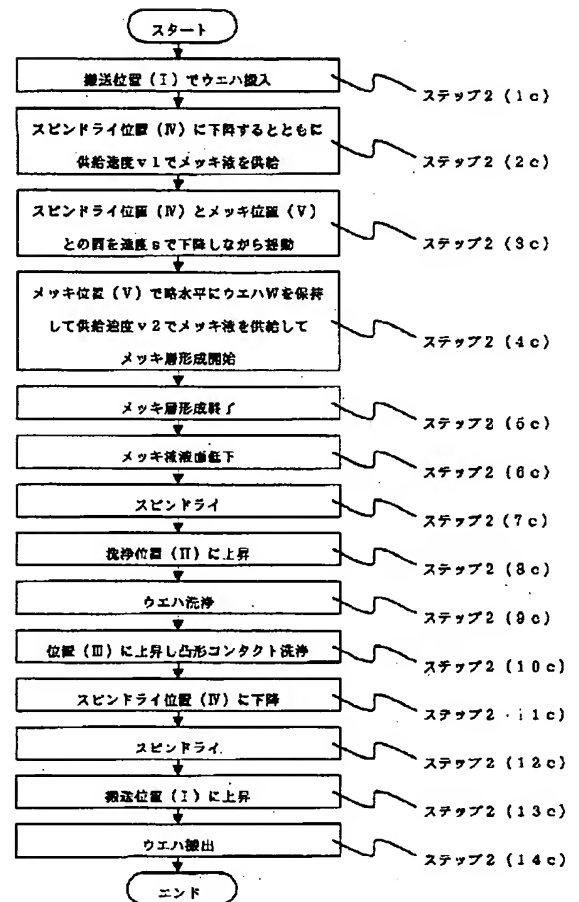 スタート
搬送位置 (I) でウエハ搬入
ステップ2 (1c)
スピンドライ位置 (IV) に下降するとともに
供給速度v1でメッキ液を供給
ステップ2 (2c)
スピンドライ位置 (IV) とメッキ位置 (V)
との間を速度sで下降しながら揺動
ステップ2 (3c)
メッキ位置 (V) で略水平にウエハWを保持
して供給速度v2でメッキ液を供給して
メッキ層形成開始
ステップ2 (4c)
メッキ層形成終了
ステップ2 (5c)
メッキ液液面低下
ステップ2 (6c)
スピンドライ
ステップ2 (7c)
洗浄位置 (II) に上昇
ステップ2 (8c)
ウエハ洗浄
ステップ2 (9c)
位置 (III) に上昇し凸形コンタクト洗浄
ステップ2 (10c)
スピンドライ位置 (IV) に下降
ステップ2 (11c)
スピンドライ
ステップ2 (12c)
搬送位置 (I) に上昇
ステップ2 (13c)
ウエハ搬出
ステップ2 (14c)
エンド